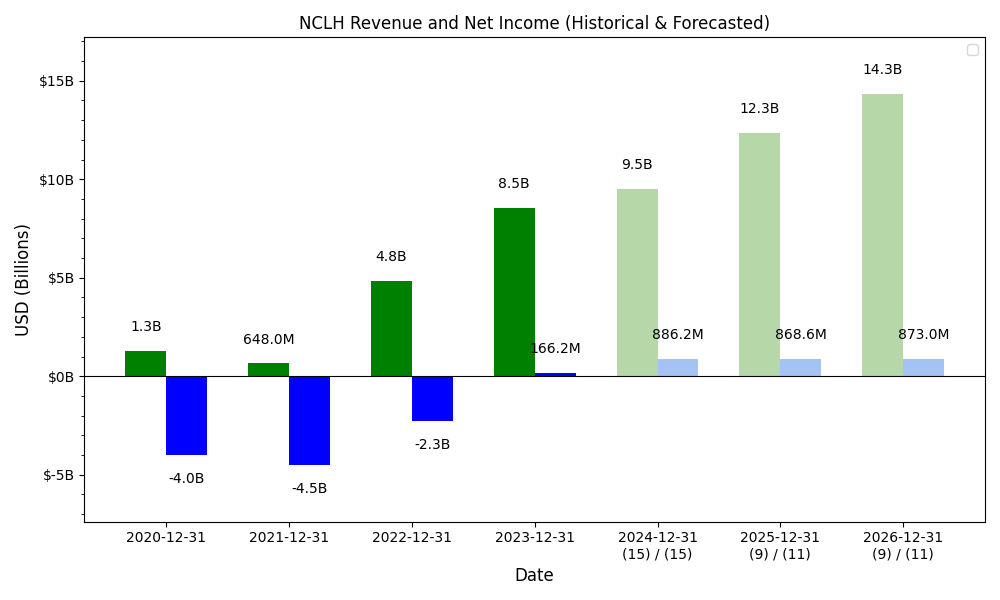 NCLH Revenue and Net Income (Historical & Forecasted)
USD (Billions)
$15B
$10B
$5B
$0B
$-5B
1.3B
-4.0B
648.0M
-4.5B
4.8B
-2.3B
8.5B
166.2M
9.5B
886.2M
12.3B
868.6M
14.3B
873.0M
2020-12-31
2021-12-31
2022-12-31
2023-12-31
2024-12-31
(15) / (15)
2025-12-31
(9) / (11)
2026-12-31
(9) / (11)
Date